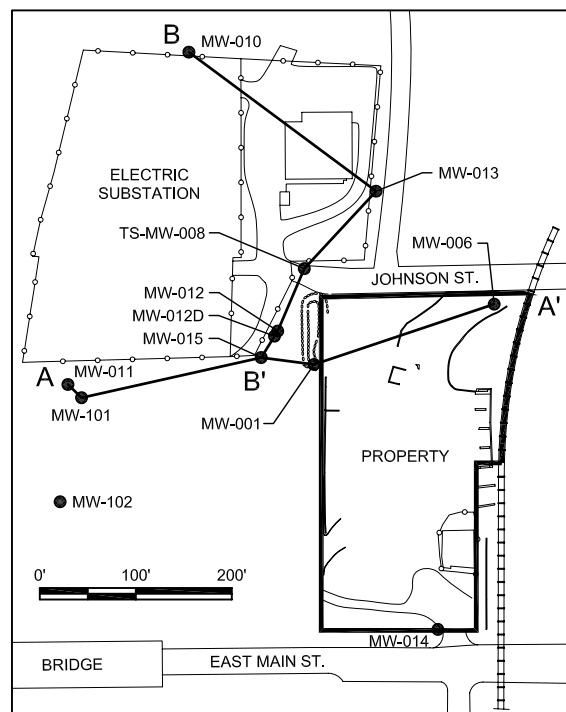 B
MW-010
ELECTRIC
SUBSTATION
MW-013
TS-MW-008
MW-006
JOHNSON ST.
MW-012
MW-012D
MW-015
A'
A
MW-011
B'
MW-101
MW-001
PROPERTY
MW-102
0' 100' 200'
MW-014
BRIDGE
EAST MAIN ST.